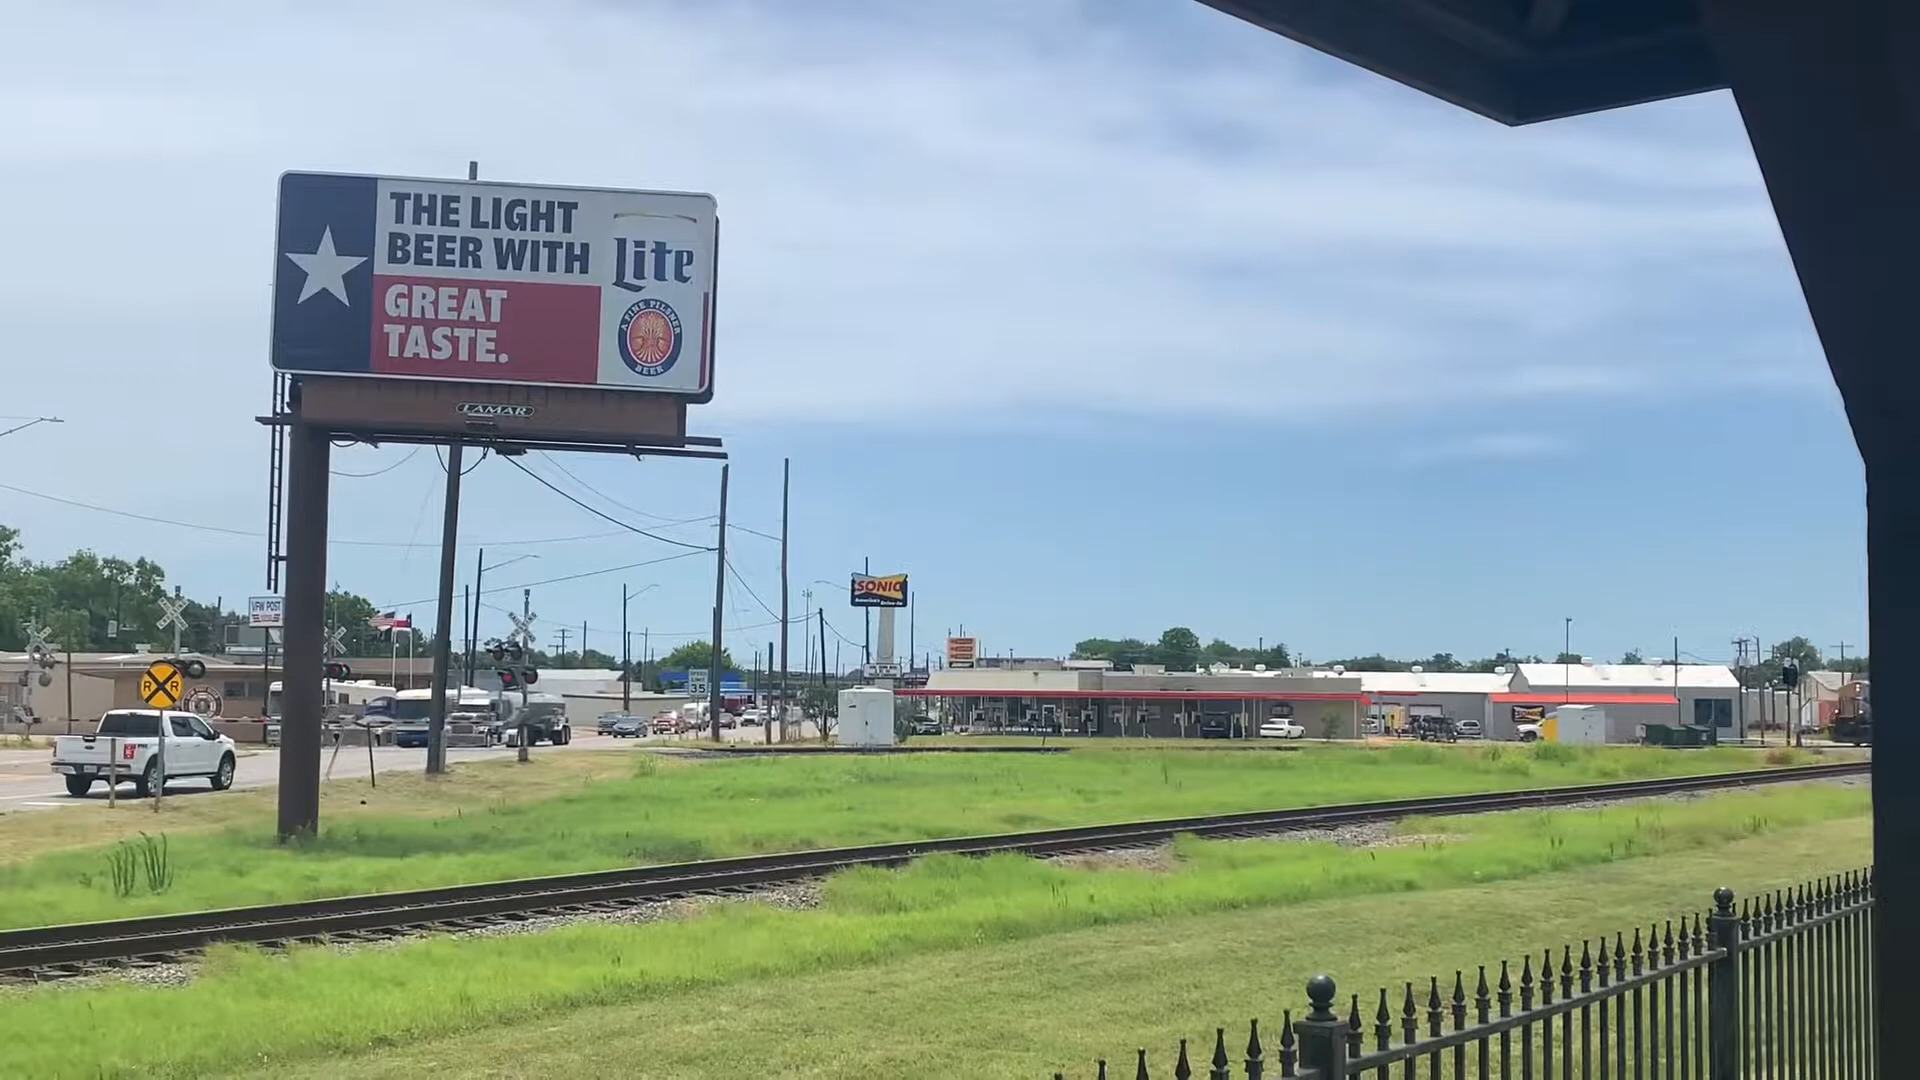 THE LIGHT
BEER WITH
GREAT
TASTE.
Lite
A FINE PILSNER
BEER
LAMAR
SONIC
America's Drive-In
VFW POST
R R
SPEED
LIMIT
35